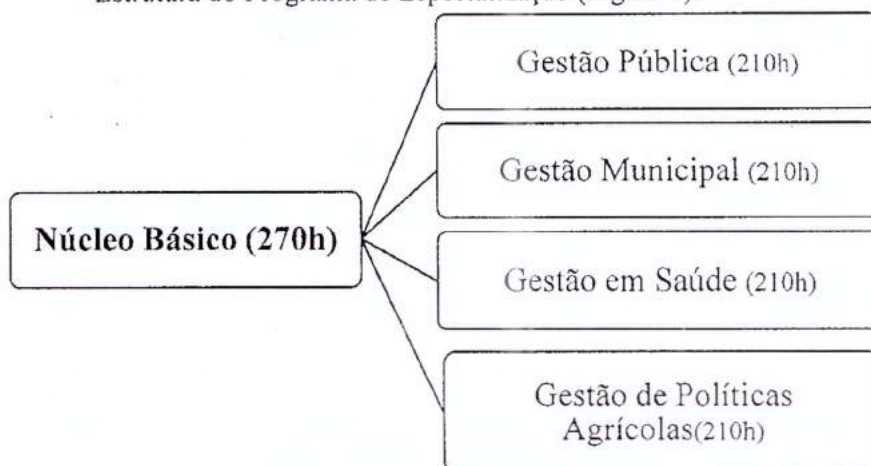 Gestão Pública (210h)
Gestão Municipal (210h)
Núcleo Básico (270h)
Gestão em Saúde (210h)
Gestão de Políticas
Agrícolas(210h)